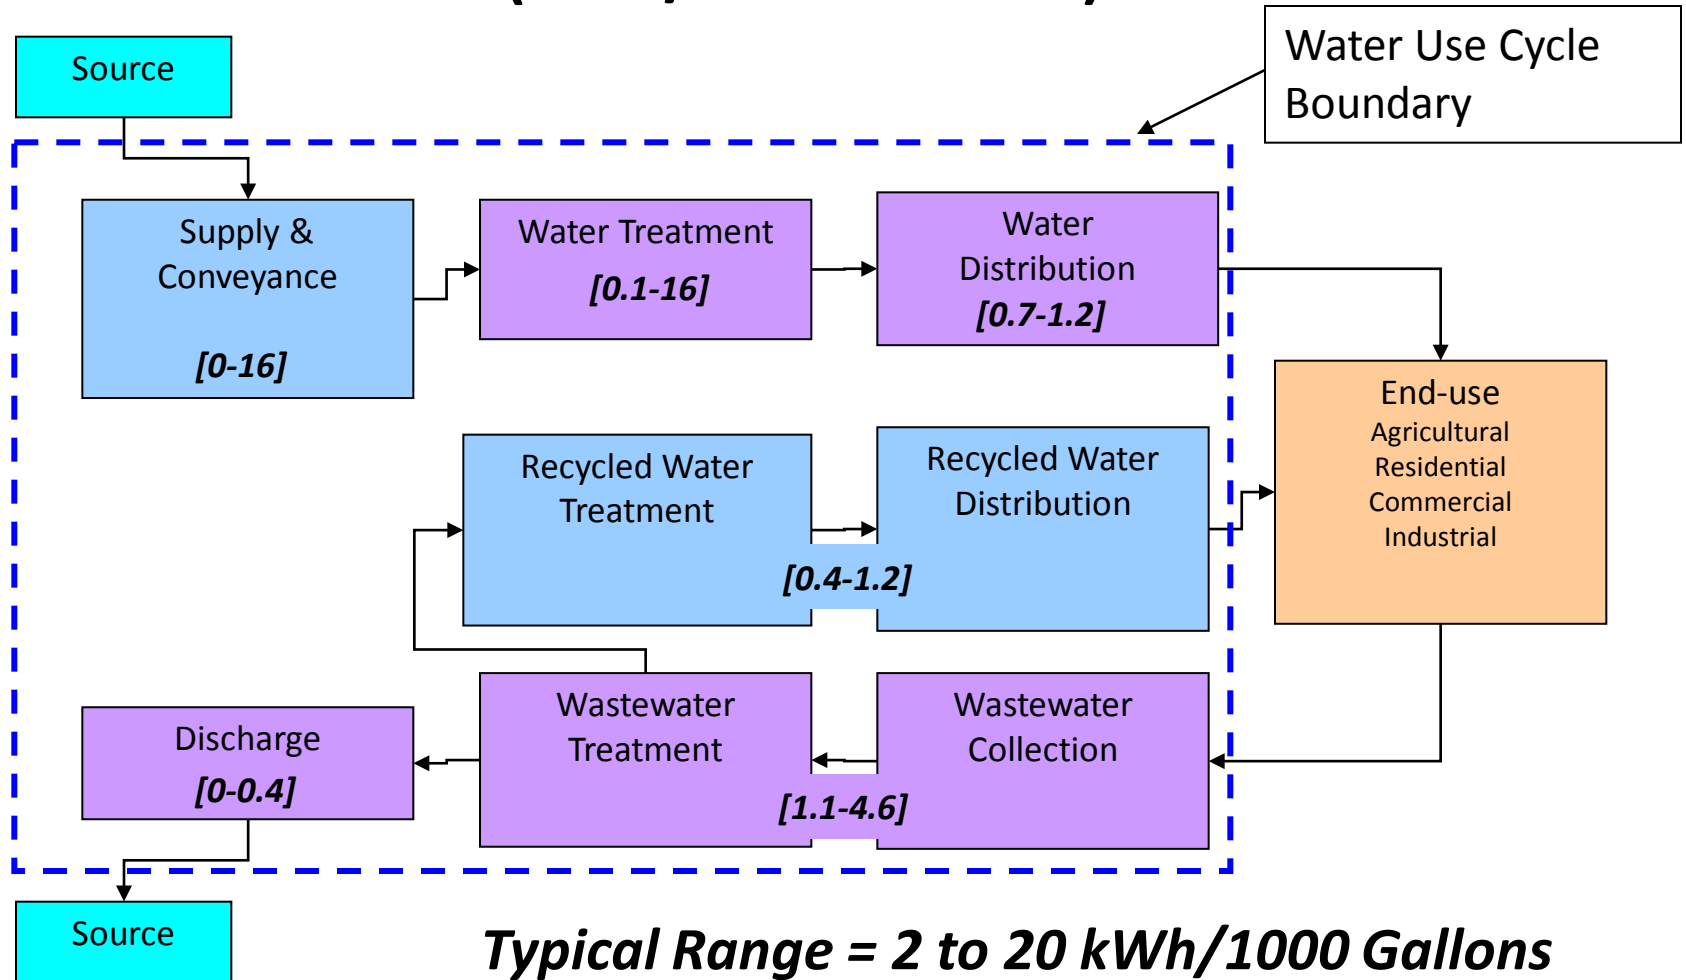 Source
Water Use Cycle
Boundary
Supply &
Conveyance
[0-16]
Water Treatment
[0.1-16]
Water
Distribution
[0.7-1.2]
End-use
Agricultural
Residential
Commercial
Industrial
Recycled Water
Treatment
Recycled Water
Distribution
[0.4-1.2]
Wastewater
Treatment
Wastewater
Collection
[1.1-4.6]
Discharge
[0-0.4]
Source
Typical Range = 2 to 20 kWh/1000 Gallons